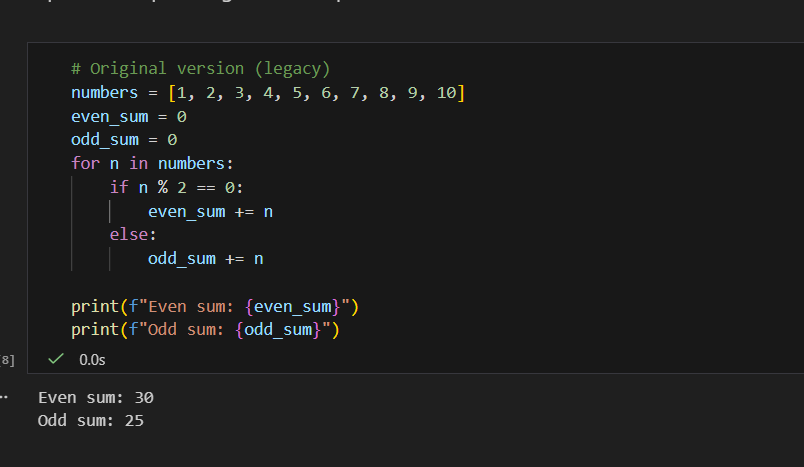 # Original version (legacy)
numbers = [1, 2, 3, 4, 5, 6, 7, 8, 9, 10]
even_sum = 0
odd_sum = 0
for n in numbers:
    if n % 2 == 0:
        even_sum += n
    else:
        odd_sum += n

print(f"Even sum: {even_sum}")
print(f"Odd sum: {odd_sum}")
8] 0.0s
Even sum: 30
Odd sum: 25